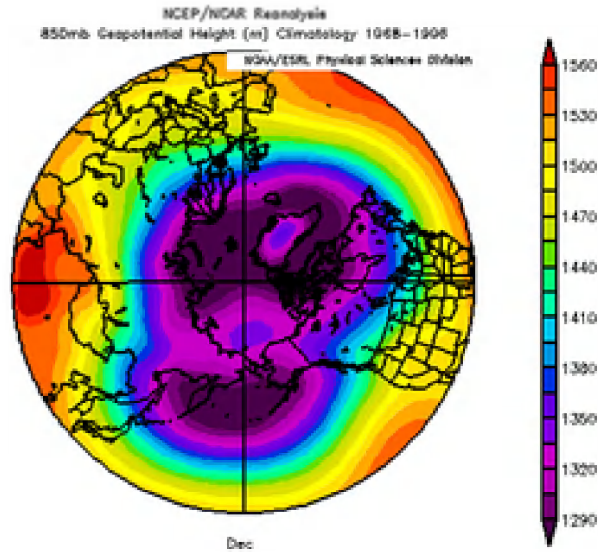 NCEP/NCAR Reanalysis
850mb Geopotential Height (m) Climatology 1968-1996
NOAA/ESRL Physical Sciences Division
1560
1530
1500
1470
1440
1410
1380
1350
1320
1290
Dec